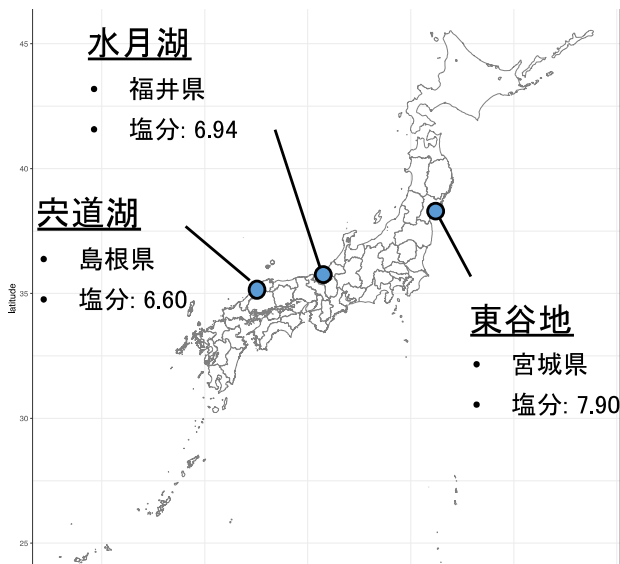 水月湖
• 福井県
• 塩分: 6.94
宍道湖
• 島根県
• 塩分: 6.60
東谷地
• 宮城県
• 塩分: 7.90
45
40
35
30
25
latitude